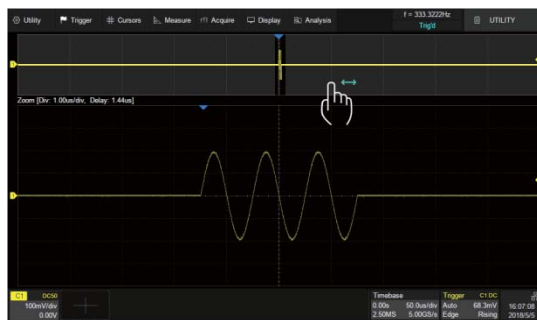 Utility Trigger Cursors Measure Acquire Display Analysis f = 333.3222Hz
Trig'd UTILITY
Zoom [Div: 1.00us/div, Delay: 1.44us]
C1 DC50
100mV/div
0.00V
Timebase
0.00s 50.0us/div
2.50MS 5.00GS/s
Trigger C1 DC
Auto 68.3mV
Edge Rising
16:07:08
2018/5/5